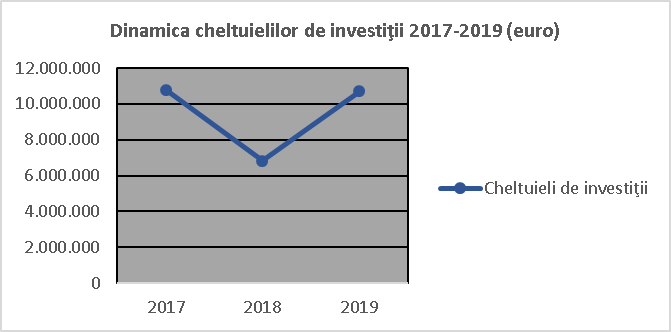 Dinamica cheltuielilor de investiţii 2017-2019 (euro)
12.000.000
10.000.000
8.000.000
6.000.000
4.000.000
2.000.000
0
2017 2018 2019
Cheltuieli de investiţii